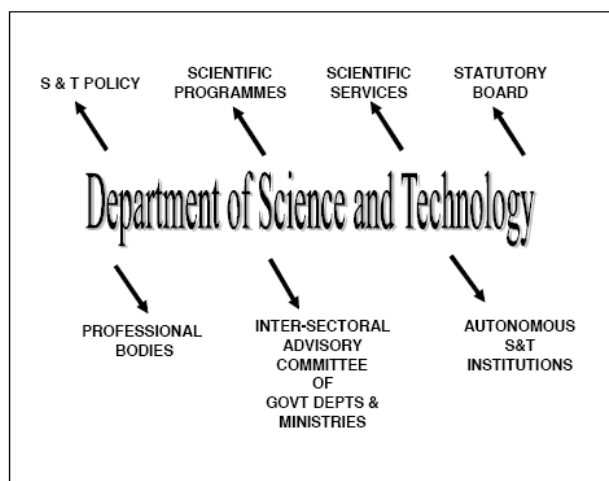 S & T POLICY
SCIENTIFIC
PROGRAMMES
SCIENTIFIC
SERVICES
STATUTORY
BOARD
Department of Science and Technology
PROFESSIONAL
BODIES
INTER-SECTORAL
ADVISORY
COMMITTEE
OF
GOVT DEPTS &
MINISTRIES
AUTONOMOUS
S&T
INSTITUTIONS